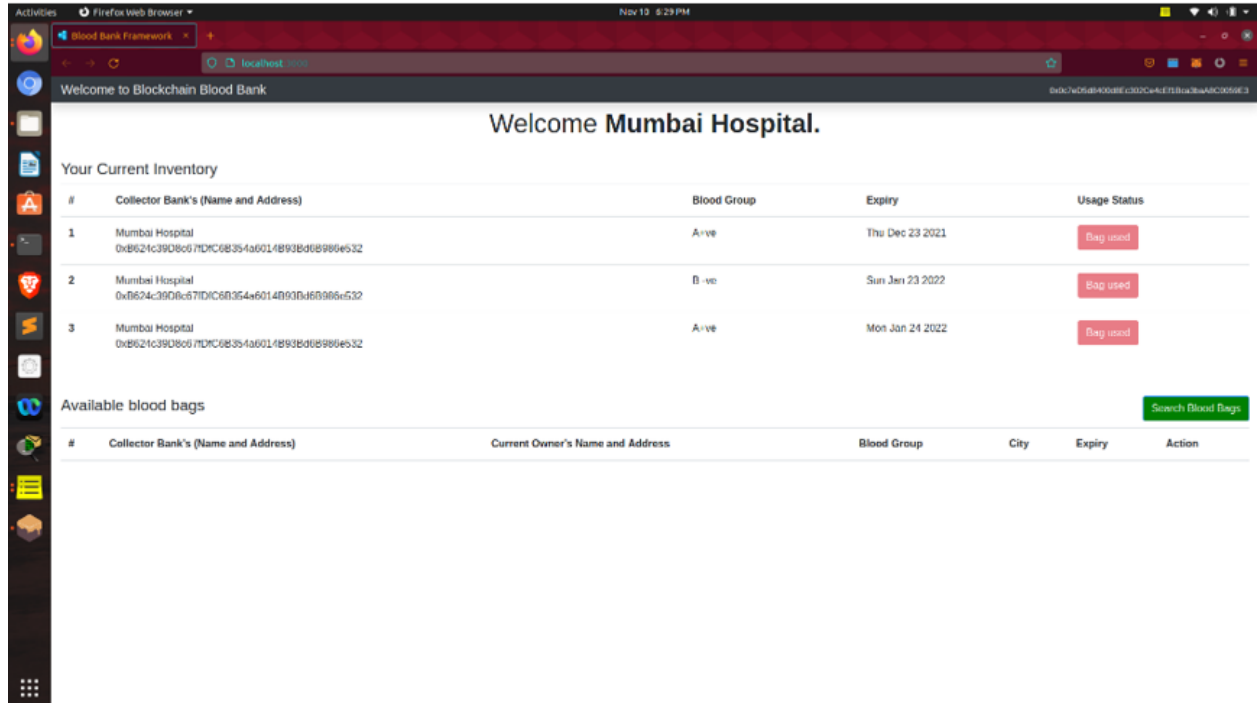 Activities Firefox Web Browser Nov 13 6:29 PM
Blood Bank Framework
localhost:3000
Welcome to Blockchain Blood Bank
Welcome Mumbai Hospital.
Your Current Inventory
# Collector Bank's (Name and Address) Blood Group Expiry Usage Status
1 Mumbai Hospital A+ve Thu Dec 23 2021 Bag used
0xB624c39D8c67fDfC6B354a6014B93Bd6B986e532
2 Mumbai Hospital B -ve Sun Jan 23 2022 Bag used
0xB624c39D8c67fDfC6B354a6014B93Bd6B986e532
3 Mumbai Hospital A+ve Mon Jan 24 2022 Bag used
0xB624c39D8c67fDfC6B354a6014B93Bd6B986e532
Available blood bags Search Blood Bags
# Collector Bank's (Name and Address) Current Owner's Name and Address Blood Group City Expiry Action